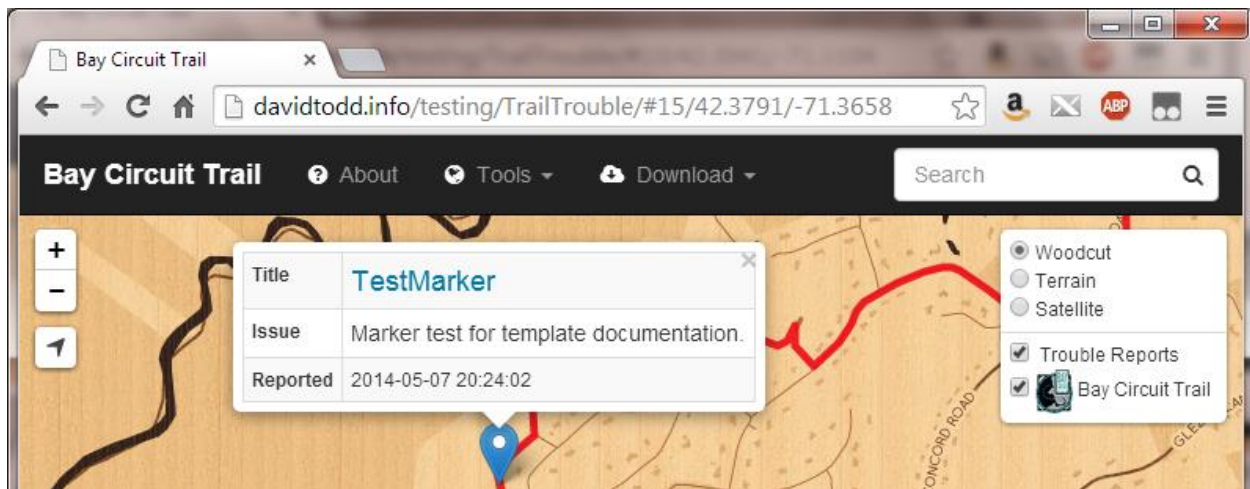 Bay Circuit Trail
davidtodd.info/testing/TrailTrouble/#15/42.3791/-71.3658
a
ABP
Bay Circuit Trail About Tools Download Search
+
−
Title TestMarker
Issue Marker test for template documentation.
Reported 2014-05-07 20:24:02
Woodcut
Terrain
Satellite
Trouble Reports
Bay Circuit Trail
ONCORD ROAD